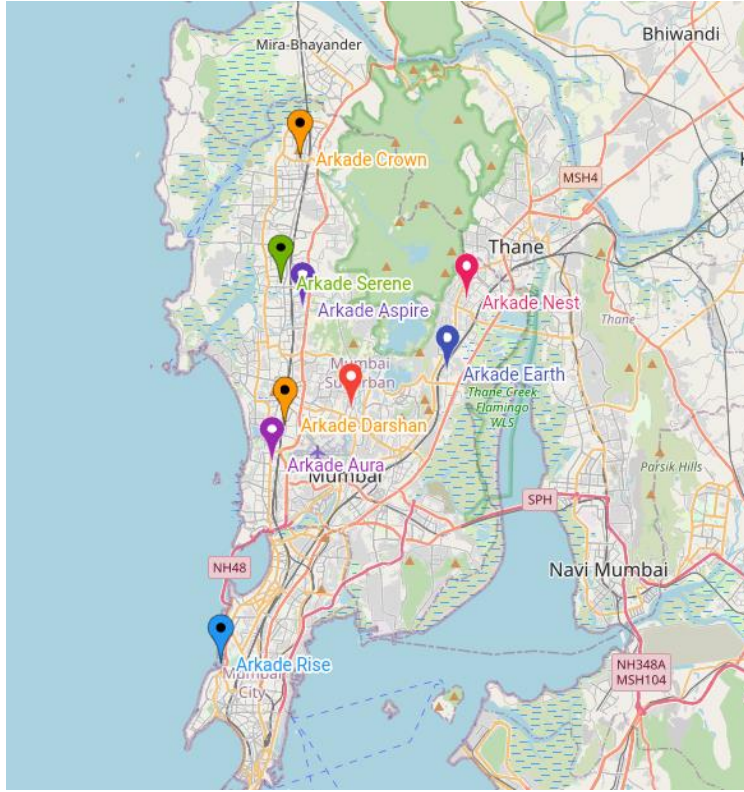 Mira-Bhayander
Bhiwandi
Arkade Crown
MSH4
Thane
Arkade Serene
Arkade Aspire
Arkade Nest
Thane
Mumbai
Suburban
Arkade Earth
Thane Creek
Flamingo
WLS
Arkade Darshan
Arkade Aura
Mumbai
Parsik Hills
SPH
NH48
Navi Mumbai
Arkade Rise
Mumbai
City
NH348A
MSH104